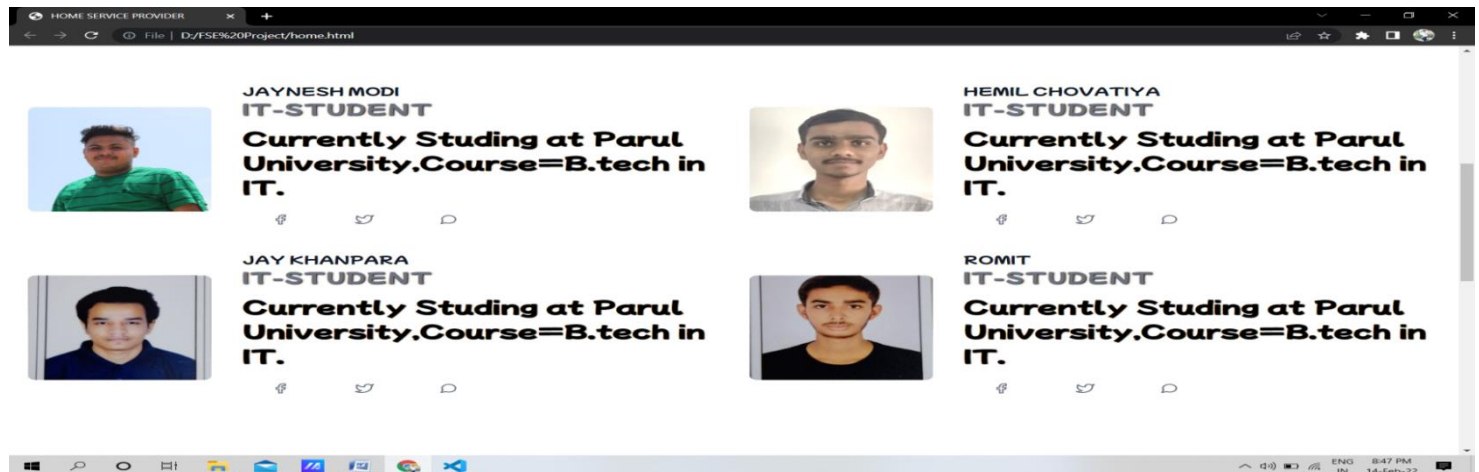 HOME SERVICE PROVIDER
File | D:/FSE%20Project/home.html
JAYNESH MODI
IT-STUDENT
Currently Studing at Parul
University.Course=B.tech in
IT.
HEMIL CHOVATIYA
IT-STUDENT
Currently Studing at Parul
University.Course=B.tech in
IT.
JAY KHANPARA
IT-STUDENT
Currently Studing at Parul
University.Course=B.tech in
IT.
ROMIT
IT-STUDENT
Currently Studing at Parul
University.Course=B.tech in
IT.
ENG
IN
8:47 PM
14-Feb-22